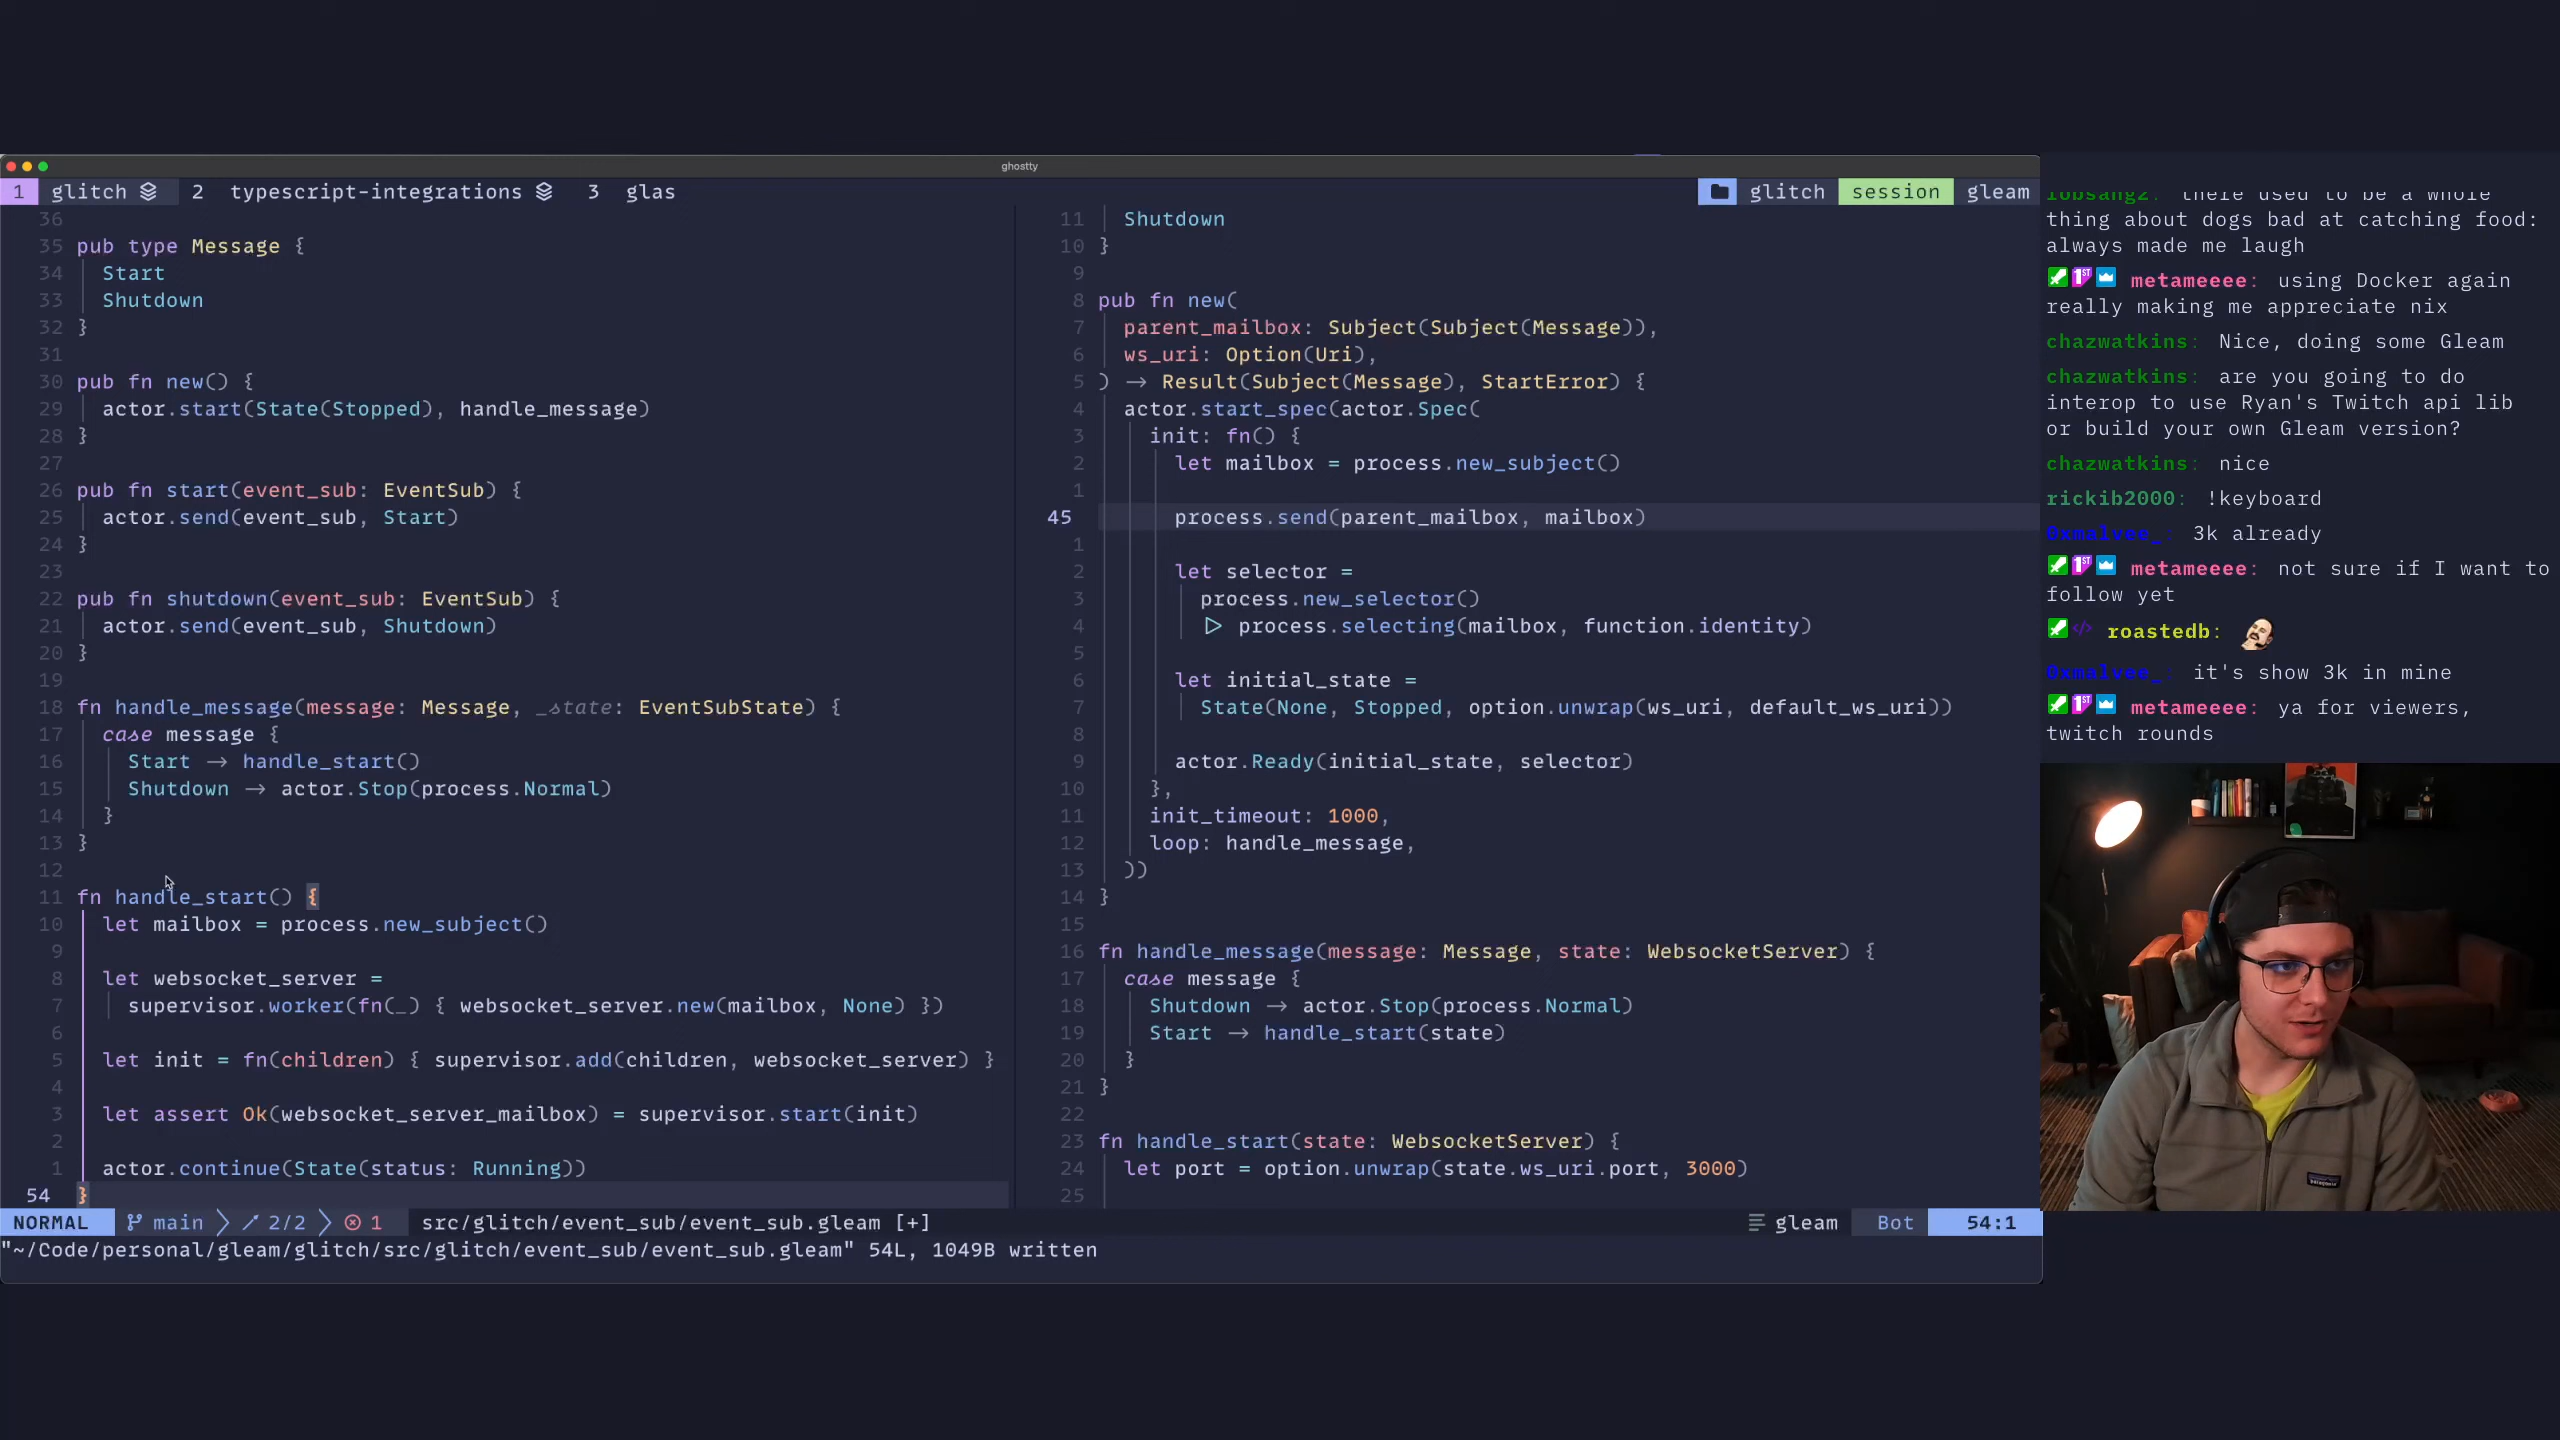 ghostty
1 glitch 2 typescript-integrations 3 glas
glitch session gleam
36
35 pub type Message {
34 Start
33 Shutdown
32 }
31
30 pub fn new() {
29 actor.start(State(Stopped), handle_message)
28 }
27
26 pub fn start(event_sub: EventSub) {
25 actor.send(event_sub, Start)
24 }
23
22 pub fn shutdown(event_sub: EventSub) {
21 actor.send(event_sub, Shutdown)
20 }
19
18 fn handle_message(message: Message, _state: EventSubState) {
17 case message {
16 Start → handle_start()
15 Shutdown → actor.Stop(process.Normal)
14 }
13 }
12
11 fn handle_start() {
10 let mailbox = process.new_subject()
9
8 let websocket_server =
7 supervisor.worker(fn(_) { websocket_server.new(mailbox, None) })
6
5 let init = fn(children) { supervisor.add(children, websocket_server) }
4
3 let assert Ok(websocket_server_mailbox) = supervisor.start(init)
2
1 actor.continue(State(status: Running))
54 }
11 Shutdown
10 }
9
8 pub fn new(
7 parent_mailbox: Subject(Subject(Message)),
6 ws_uri: Option(Uri),
5 ) → Result(Subject(Message), StartError) {
4 actor.start_spec(actor.Spec(
3 init: fn() {
2 let mailbox = process.new_subject()
1
45 process.send(parent_mailbox, mailbox)
1
2 let selector =
3 process.new_selector()
4 ▷ process.selecting(mailbox, function.identity)
5
6 let initial_state =
7 State(None, Stopped, option.unwrap(ws_uri, default_ws_uri))
8
9 actor.Ready(initial_state, selector)
10 },
11 init_timeout: 1000,
12 loop: handle_message,
13 ))
14 }
15
16 fn handle_message(message: Message, state: WebsocketServer) {
17 case message {
18 Shutdown → actor.Stop(process.Normal)
19 Start → handle_start(state)
20 }
21 }
22
23 fn handle_start(state: WebsocketServer) {
24 let port = option.unwrap(state.ws_uri.port, 3000)
25
NORMAL main 2/2 1 src/glitch/event_sub/event_sub.gleam [+] gleam Bot 54:1
"~/Code/personal/gleam/glitch/src/glitch/event_sub/event_sub.gleam" 54L, 1049B written
robsang2: there used to be a whole
thing about dogs bad at catching food:
always made me laugh
metameeee: using Docker again
really making me appreciate nix
chazwatkins: Nice, doing some Gleam
chazwatkins: are you going to do
interop to use Ryan's Twitch api lib
or build your own Gleam version?
chazwatkins: nice
rickib2000: !keyboard
0xmalvee_: 3k already
metameeee: not sure if I want to
follow yet
roastedb:
0xmalvee_: it's show 3k in mine
metameeee: ya for viewers,
twitch rounds